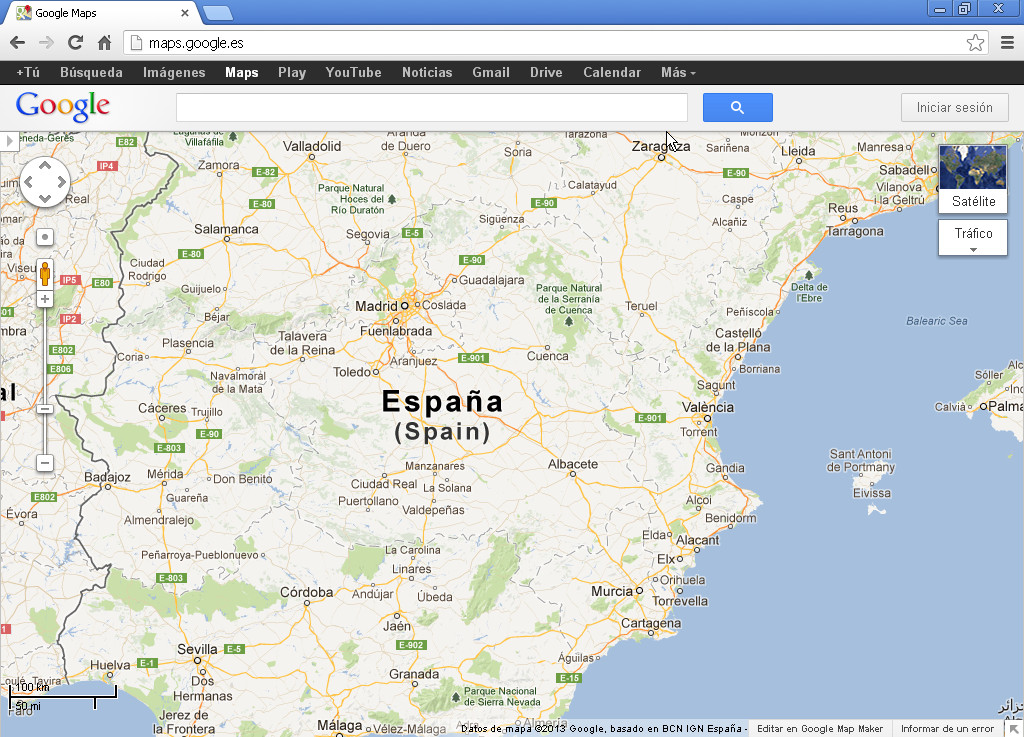 Google Maps
maps.google.es
+Tú Búsqueda Imágenes Maps Play YouTube Noticias Gmail Drive Calendar Más
Google
Iniciar sesión
Satélite
Tráfico
Aranda
de Duero
Valladolid
Soria
Tarazona
Zaragoza
Sariñena
Monzón
Lleida
Manresa
Sabadell
Vilanova
i la Geltrú
Reus
Tarragona
E82
IP4
Zamora
E-82
E-80
Parque Natural
Hoces del
Río Duratón
E-90
Calatayud
E-90
Caspe
Alcañiz
Real
Salamanca
Segovia
E-5
Sigüenza
E-80
E-90
Viseu
IP5
E80
Ciudad
Rodrigo
Guijuelo
Guadalajara
Parque Natural
de la Serranía
de Cuenca
Delta de
l'Ebre
Madrid
Coslada
Fuenlabrada
Teruel
Peñiscola
Balearic Sea
IP2
Béjar
Plasencia
Talavera
de la Reina
Castelló
de la Plana
E802
E806
Coria
Aranjuez
E-901
Cuenca
Toledo
Borriana
Navalmoral
de la Mata
Sagunt
Sóller
Calvià
Palma
España
(Spain)
Cáceres
Trujillo
E-90
E-803
E-901
València
Torrent
Badajoz
Mérida
Don Benito
Guareña
Manzanares
Ciudad Real
La Solana
Puertollano
Valdepeñas
Albacete
Gandia
Sant Antoni
de Portmany
Eivissa
E802
Évora
Almendralejo
Alcoi
Benidorm
Peñarroya-Pueblonuevo
La Carolina
Linares
Elda
Alacant
Elx
E-803
Córdoba
Andújar
Úbeda
Orihuela
Murcia
Torrevella
Jaén
Cartagena
E-902
Sevilla
E-5
Huelva
E-1
Águilas
Dos
Hermanas
Granada
E-15
Parque Nacional
de Sierra Nevada
100 km
50 mi
Faro
Jerez de
la Frontera
Málaga
Vélez-Málaga
Adra
Almería
Datos de mapa ©2013 Google, basado en BCN IGN España -
Editar en Google Map Maker
Informar de un error